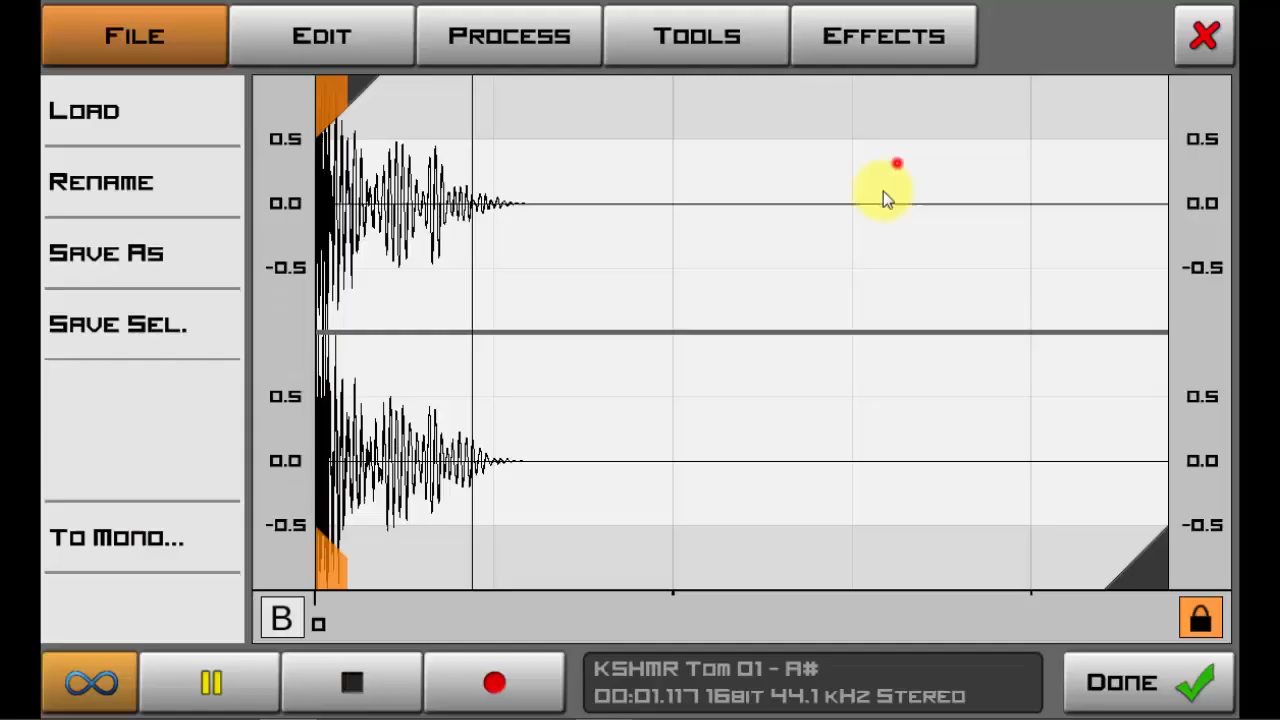 File
Edit
Process
Tools
Effects
Load
Rename
Save As
Save Sel.
To Mono...
0.5
0.0
-0.5
0.5
0.0
-0.5
0.5
0.0
-0.5
0.5
0.0
-0.5
B
0
KSHMR Tom 01 - A#
00:01.117 16bit 44.1 kHz Stereo
Done